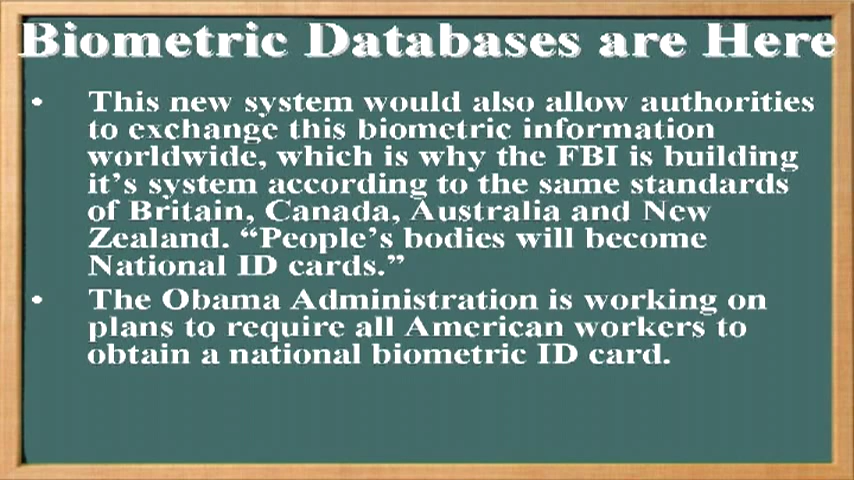 Biometric Databases are Here
• This new system would also allow authorities
to exchange this biometric information
worldwide, which is why the FBI is building
it’s system according to the same standards
of Britain, Canada, Australia and New
Zealand. “People’s bodies will become
National ID cards.”
• The Obama Administration is working on
plans to require all American workers to
obtain a national biometric ID card.